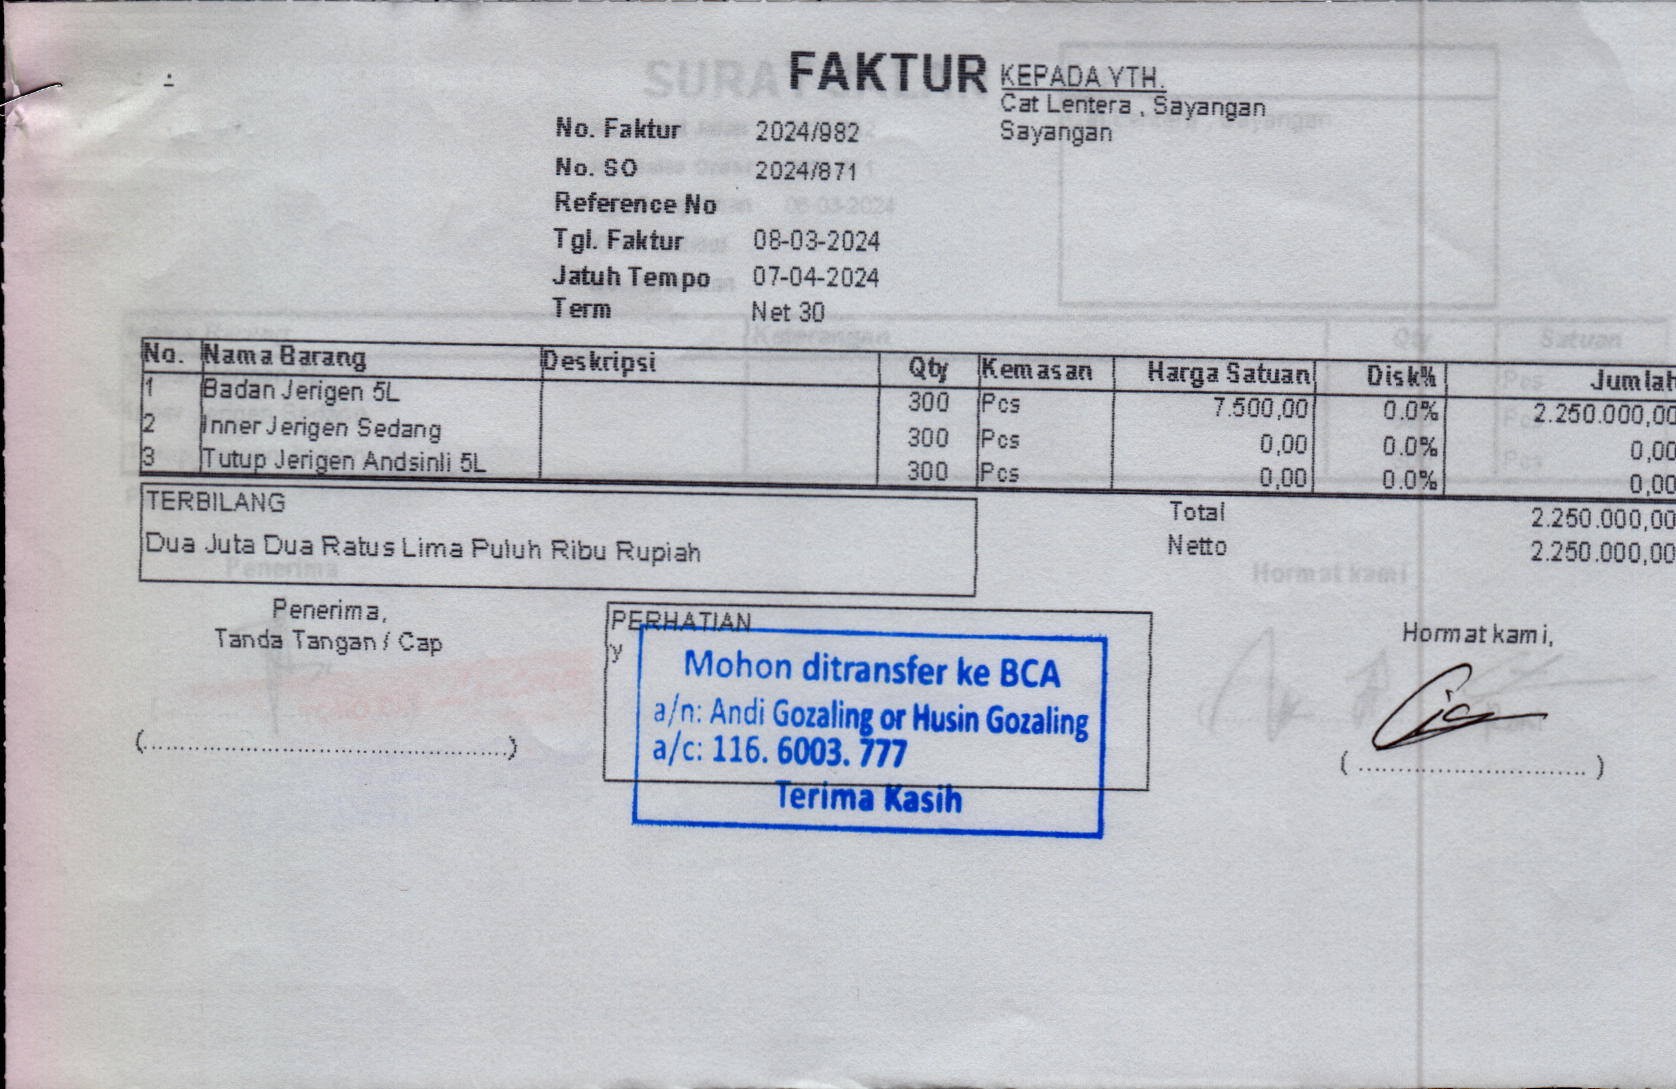 FAKTUR
KEPADA YTH.
Cat Lentera , Sayangan
Sayangan
No. Faktur 2024/982
No. SO 2024/871
Reference No
Tgl. Faktur 08-03-2024
Jatuh Tempo 07-04-2024
Term Net 30
No. Nama Barang Deskripsi Qty Kemasan Harga Satuan Disk% Jumlah
1 Badan Jerigen 5L 300 Pcs 7.500,00 0.0% 2.250.000,00
2 Inner Jerigen Sedang 300 Pcs 0,00 0.0% 0,00
3 Tutup Jerigen Andsinli 5L 300 Pcs 0,00 0.0% 0,00
TERBILANG
Dua Juta Dua Ratus Lima Puluh Ribu Rupiah
Total 2.250.000,00
Netto 2.250.000,00
Penerima,
Tanda Tangan / Cap
(..............................................)
PERHATIAN
y
Mohon ditransfer ke BCA
a/n: Andi Gozaling or Husin Gozaling
a/c: 116. 6003. 777
Terima Kasih
Hormat kami,
( ............................. )